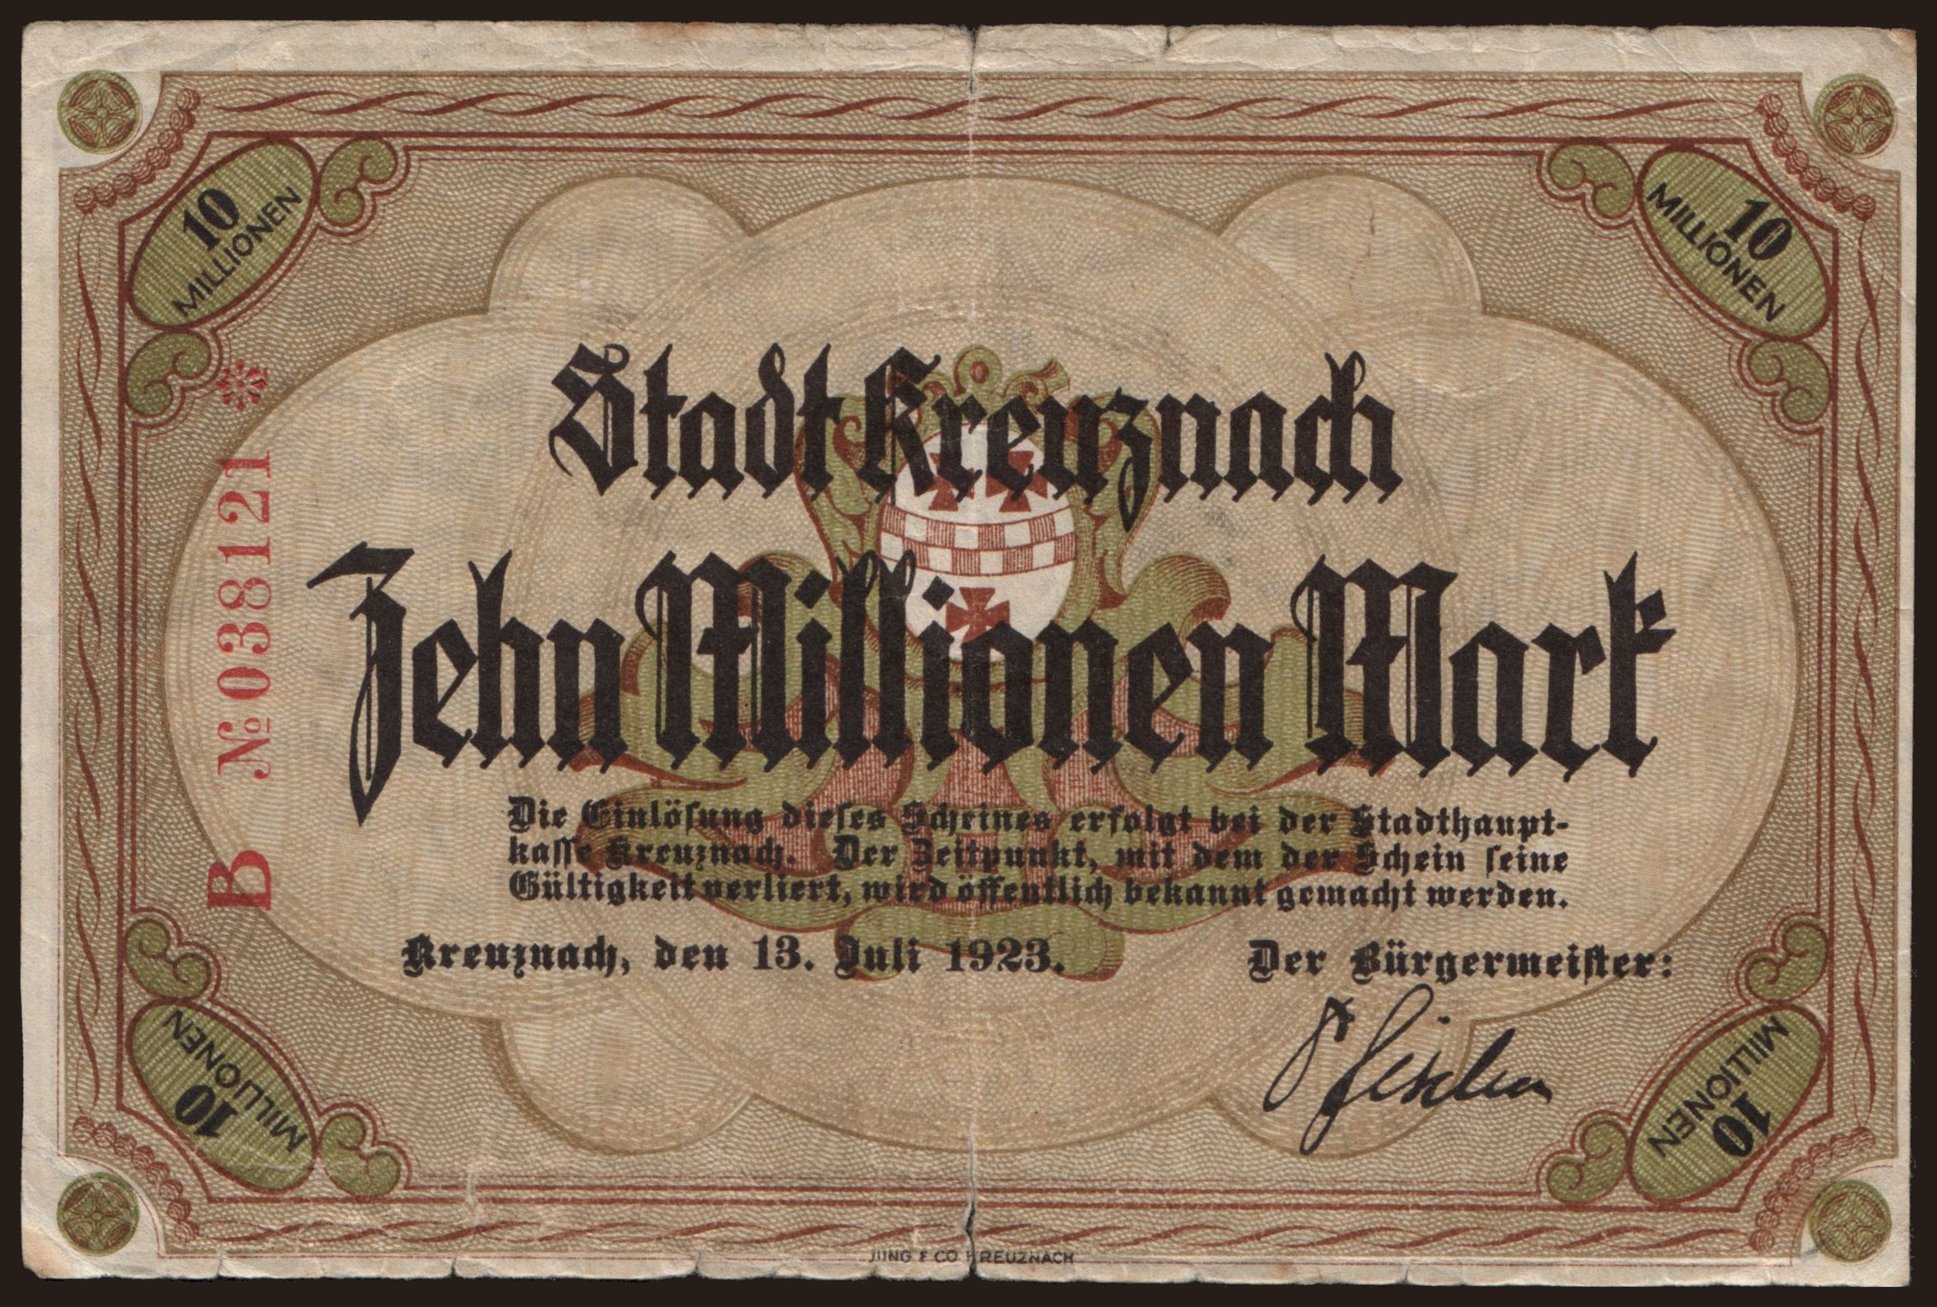 10
MILLIONEN
10
MILLIONEN
Stadt Kreuznach
Zehn Millionen Mark
Die Einlösung dieses Scheines erfolgt bei der Stadthaupt-
kasse Kreuznach. Der Zeitpunkt, mit dem der Schein seine
Gültigkeit verliert, wird öffentlich bekannt gemacht werden.
Kreuznach, den 13. Juli 1923.
Der Bürgermeister:
B № 038121 *
10
MILLIONEN
10
MILLIONEN
JUNG & CO KREUZNACH